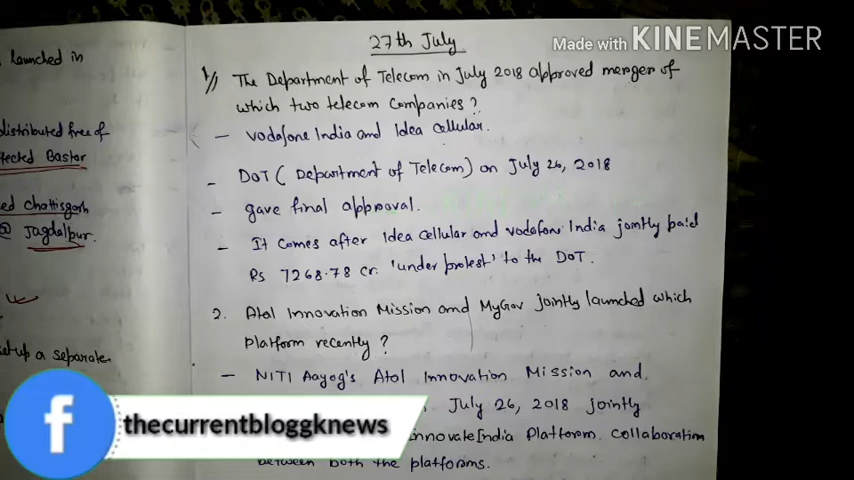 Made with KINEMASTER
launched in
distributed free of
Bastar
chattisgarh
@ Jagdalpur.
setup a separate
27th July
1) The Department of Telecom in July 2018 approved merger of
which two telecom companies?
- Vodafone India and Idea cellular.
- DOT ( Department of Telecom) on July 26, 2018
- gave final approval.
- It comes after Idea cellular and vodafone India jointly paid
Rs 7268.78 cr. 'under protest' to the DOT.
2. Atal Innovation Mission and MyGov jointly launched which
Platform recently?
- NITI Aayog's Atal Innovation Mission and
July 26, 2018 jointly
InnovateIndia Platform. Collaboration
between both the platforms.
f thecurrentbloggknews